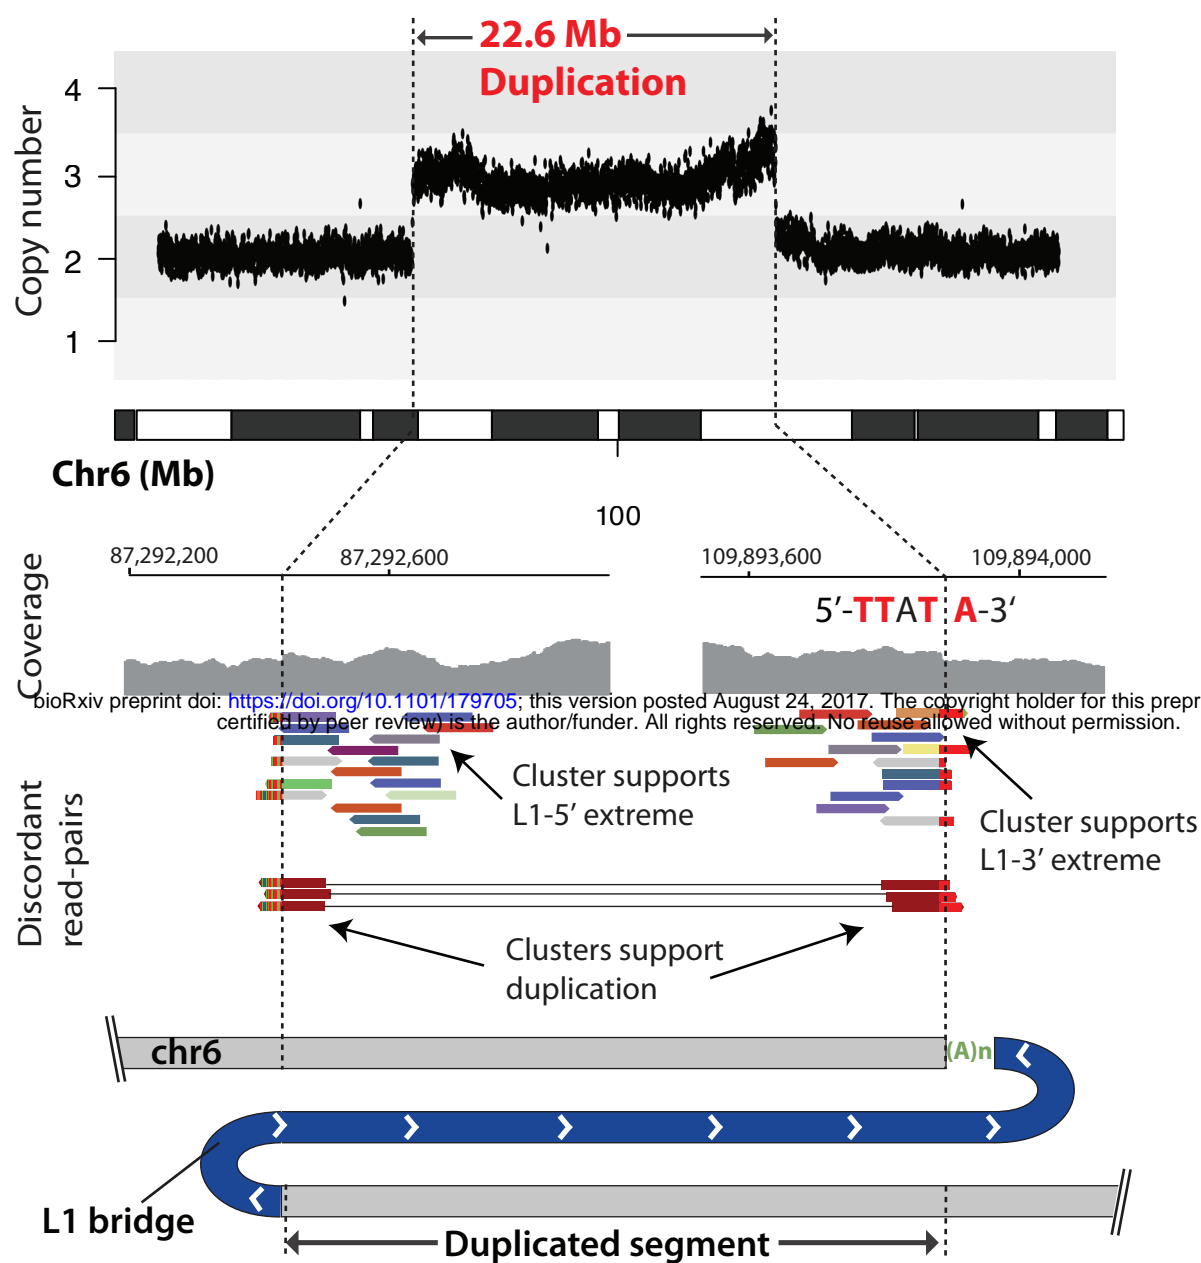 22.6 Mb
Duplication
Copy number
4
3
2
1
Chr6 (Mb)
100
87,292,200
87,292,600
109,893,600
109,894,000
5′-TTAT A-3‘
Coverage
bioRxiv preprint doi: https://doi.org/10.1101/179705; this version posted August 24, 2017. The copyright holder for this prepr
certified by peer review) is the author/funder. All rights reserved. No reuse allowed without permission.
Discordant
read-pairs
Cluster supports
L1-5′ extreme
Cluster supports
L1-3′ extreme
Clusters support
duplication
chr6
(A)n
L1 bridge
Duplicated segment